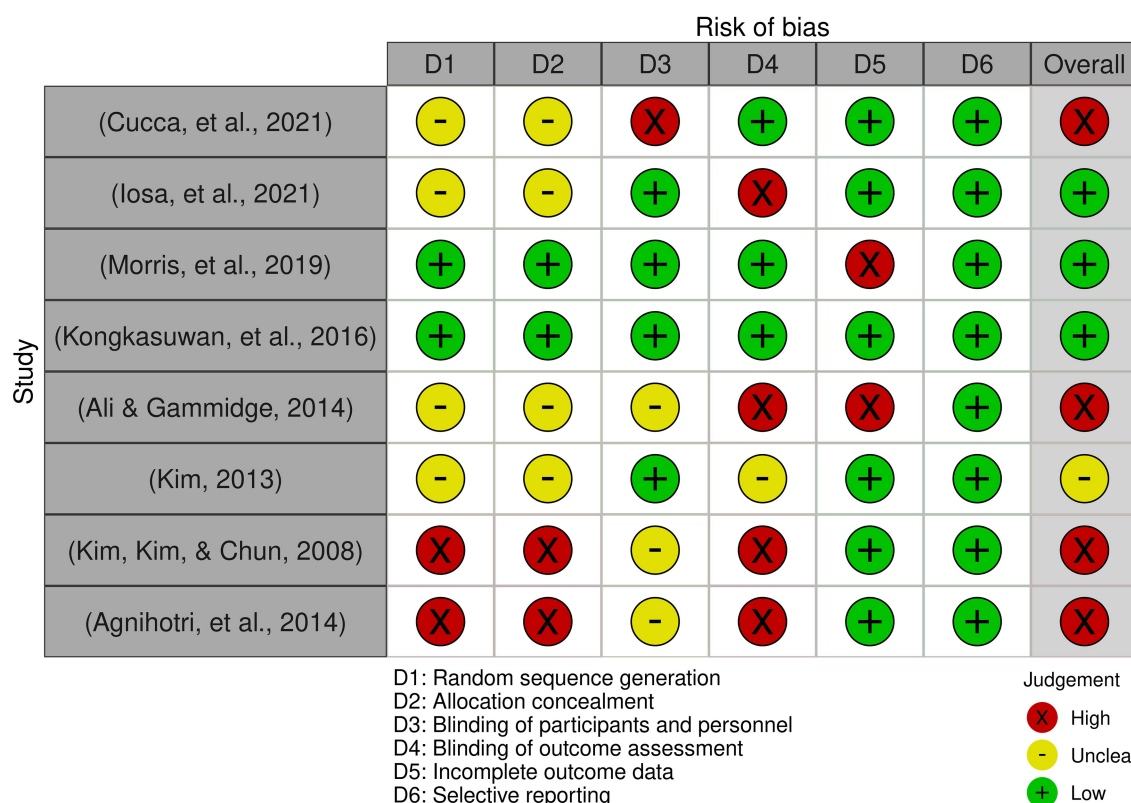 Risk of bias
D1 D2 D3 D4 D5 D6 Overall
Study
(Cucca, et al., 2021) - - X + + + X
(Iosa, et al., 2021) - - + X + + +
(Morris, et al., 2019) + + + + X + +
(Kongkasuwan, et al., 2016) + + + + + + +
(Ali & Gammidge, 2014) - - - X X + X
(Kim, 2013) - - + - + + -
(Kim, Kim, & Chun, 2008) X X - X + + X
(Agnihotri, et al., 2014) X X - X + + X
D1: Random sequence generation
D2: Allocation concealment
D3: Blinding of participants and personnel
D4: Blinding of outcome assessment
D5: Incomplete outcome data
D6: Selective reporting
Judgement
X High
- Unclea
+ Low